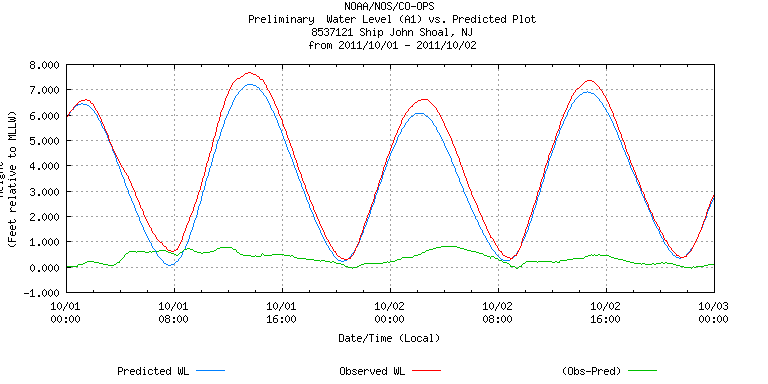 NOAA/NOS/CO-OPS
Preliminary  Water Level (A1) vs. Predicted Plot
8537121 Ship John Shoal, NJ
from 2011/10/01 - 2011/10/02
8.000
7.000
6.000
5.000
4.000
3.000
2.000
1.000
0.000
-1.000
(Feet relative to MLLW)
10/01 10/01 10/01 10/02 10/02 10/02 10/03
00:00 08:00 16:00 00:00 08:00 16:00 00:00
Date/Time (Local)
Predicted WL Observed WL (Obs-Pred)